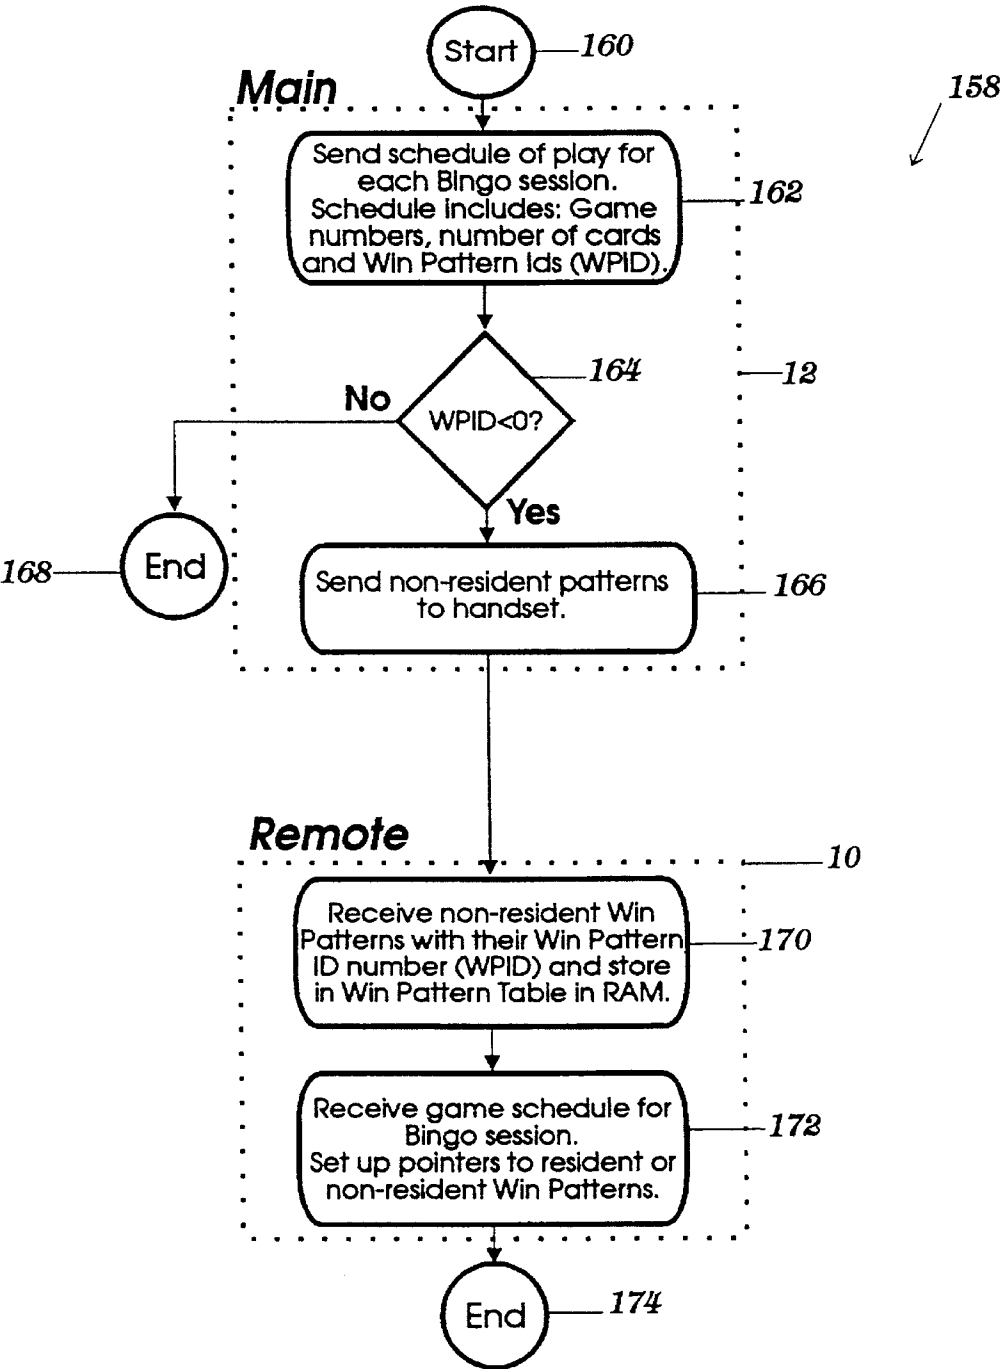 Start
160
Main
158
Send schedule of play for
each Bingo session.
Schedule includes: Game
numbers, number of cards
and Win Pattern Ids (WPID).
162
164
12
No
WPID<0?
Yes
End
168
Send non-resident patterns
to handset.
166
Remote
10
Receive non-resident Win
Patterns with their Win Pattern
ID number (WPID) and store
in Win Pattern Table in RAM.
170
Receive game schedule for
Bingo session.
Set up pointers to resident or
non-resident Win Patterns.
172
End
174